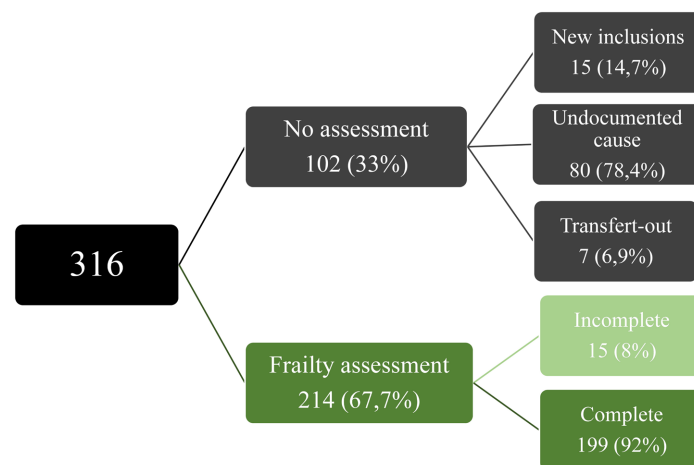 316
No assessment
102 (33%)
New inclusions
15 (14,7%)
Undocumented
cause
80 (78,4%)
Transfert-out
7 (6,9%)
Frailty assessment
214 (67,7%)
Incomplete
15 (8%)
Complete
199 (92%)